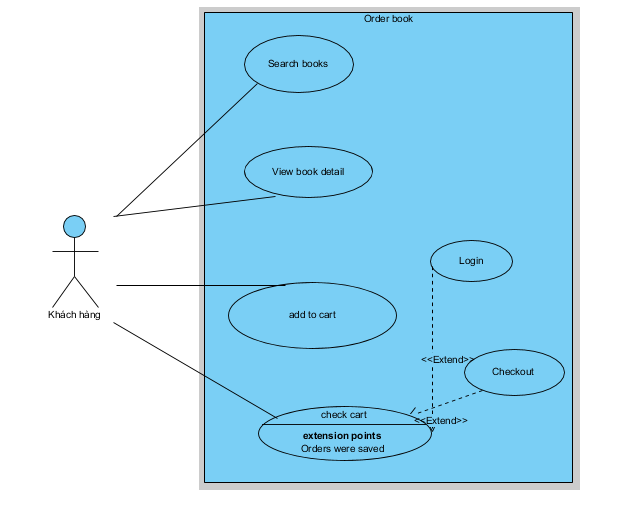 Order book
Search books
View book detail
Login
Khách hàng
add to cart
<<Extend>>
Checkout
check cart
<<Extend>>
extension points
Orders were saved